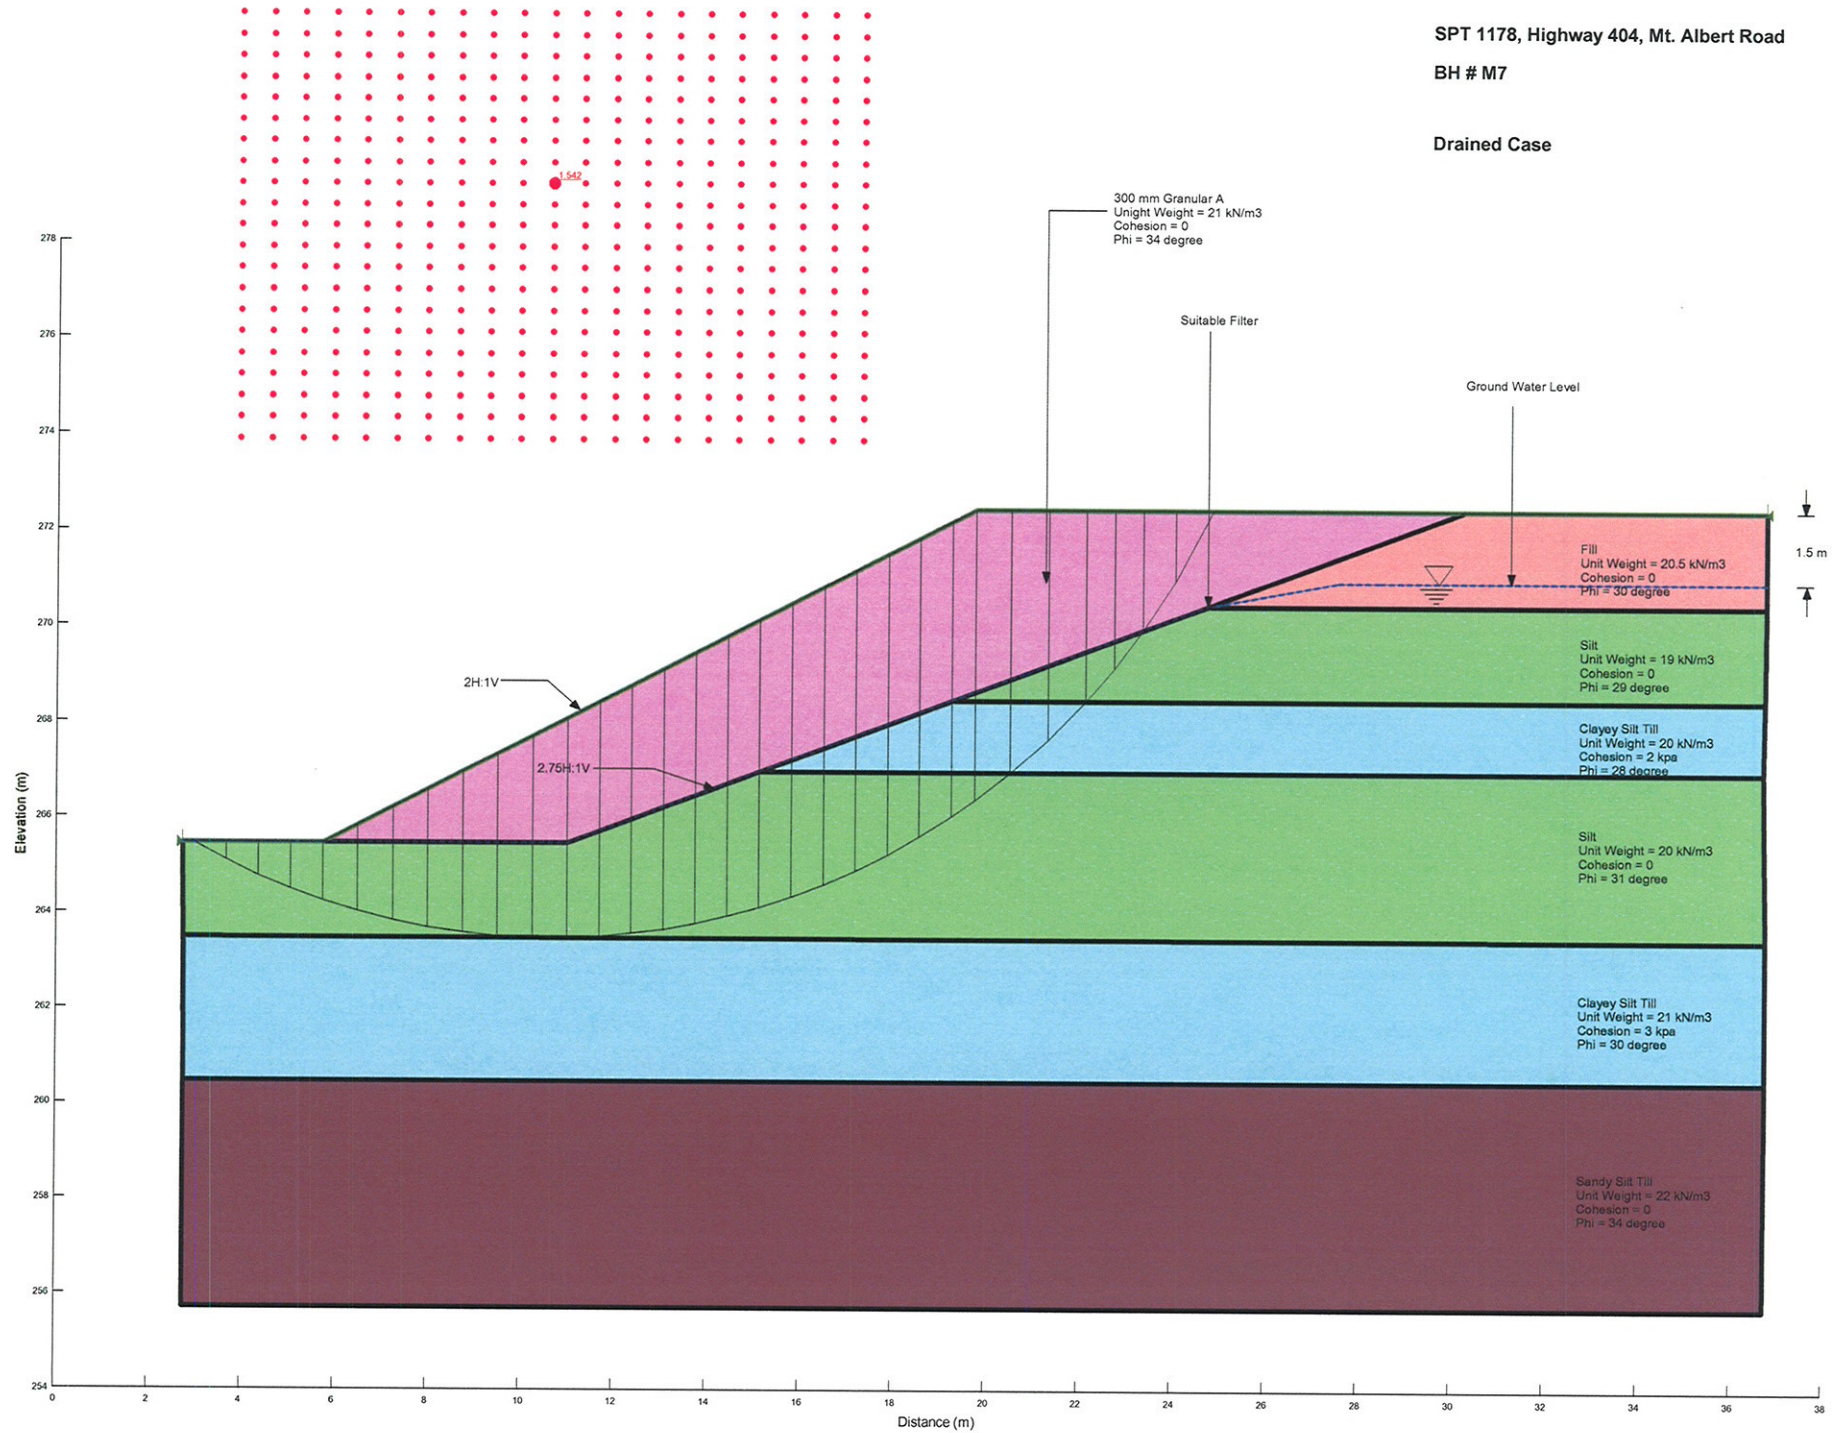 SPT 1178, Highway 404, Mt. Albert Road
BH # M7
Drained Case
1.542
300 mm Granular A
Unight Weight = 21 kN/m3
Cohesion = 0
Phi = 34 degree
Suitable Filter
Ground Water Level
278
276
274
272
270
268
266
264
262
260
258
256
254
Elevation (m)
2H:1V
2.75H:1V
1.5 m
Fill
Unit Weight = 20.5 kN/m3
Cohesion = 0
Phi = 30 degree
Silt
Unit Weight = 19 kN/m3
Cohesion = 0
Phi = 29 degree
Clayey Silt Till
Unit Weight = 20 kN/m3
Cohesion = 2 kpa
Phi = 28 degree
Silt
Unit Weight = 20 kN/m3
Cohesion = 0
Phi = 31 degree
Clayey Silt Till
Unit Weight = 21 kN/m3
Cohesion = 3 kpa
Phi = 30 degree
Sandy Silt Till
Unit Weight = 22 kN/m3
Cohesion = 0
Phi = 34 degree
0 2 4 6 8 10 12 14 16 18 20 22 24 26 28 30 32 34 36 38
Distance (m)